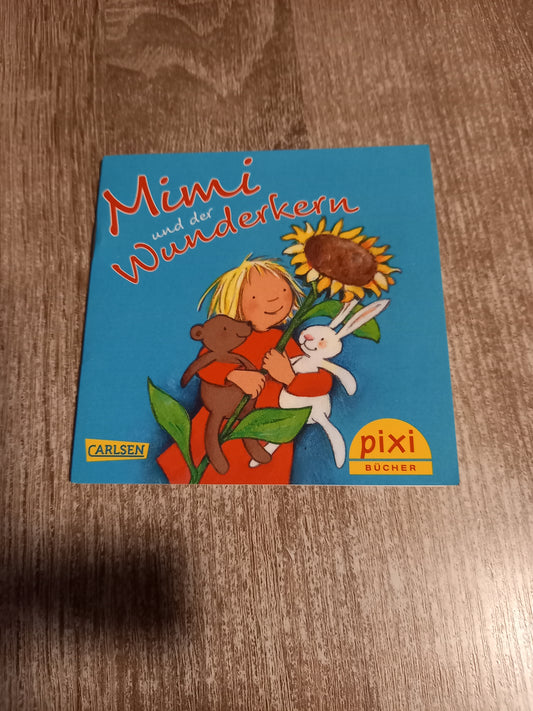 Mimi
und der
Wunderkern
CARLSEN
pixi
BÜCHER